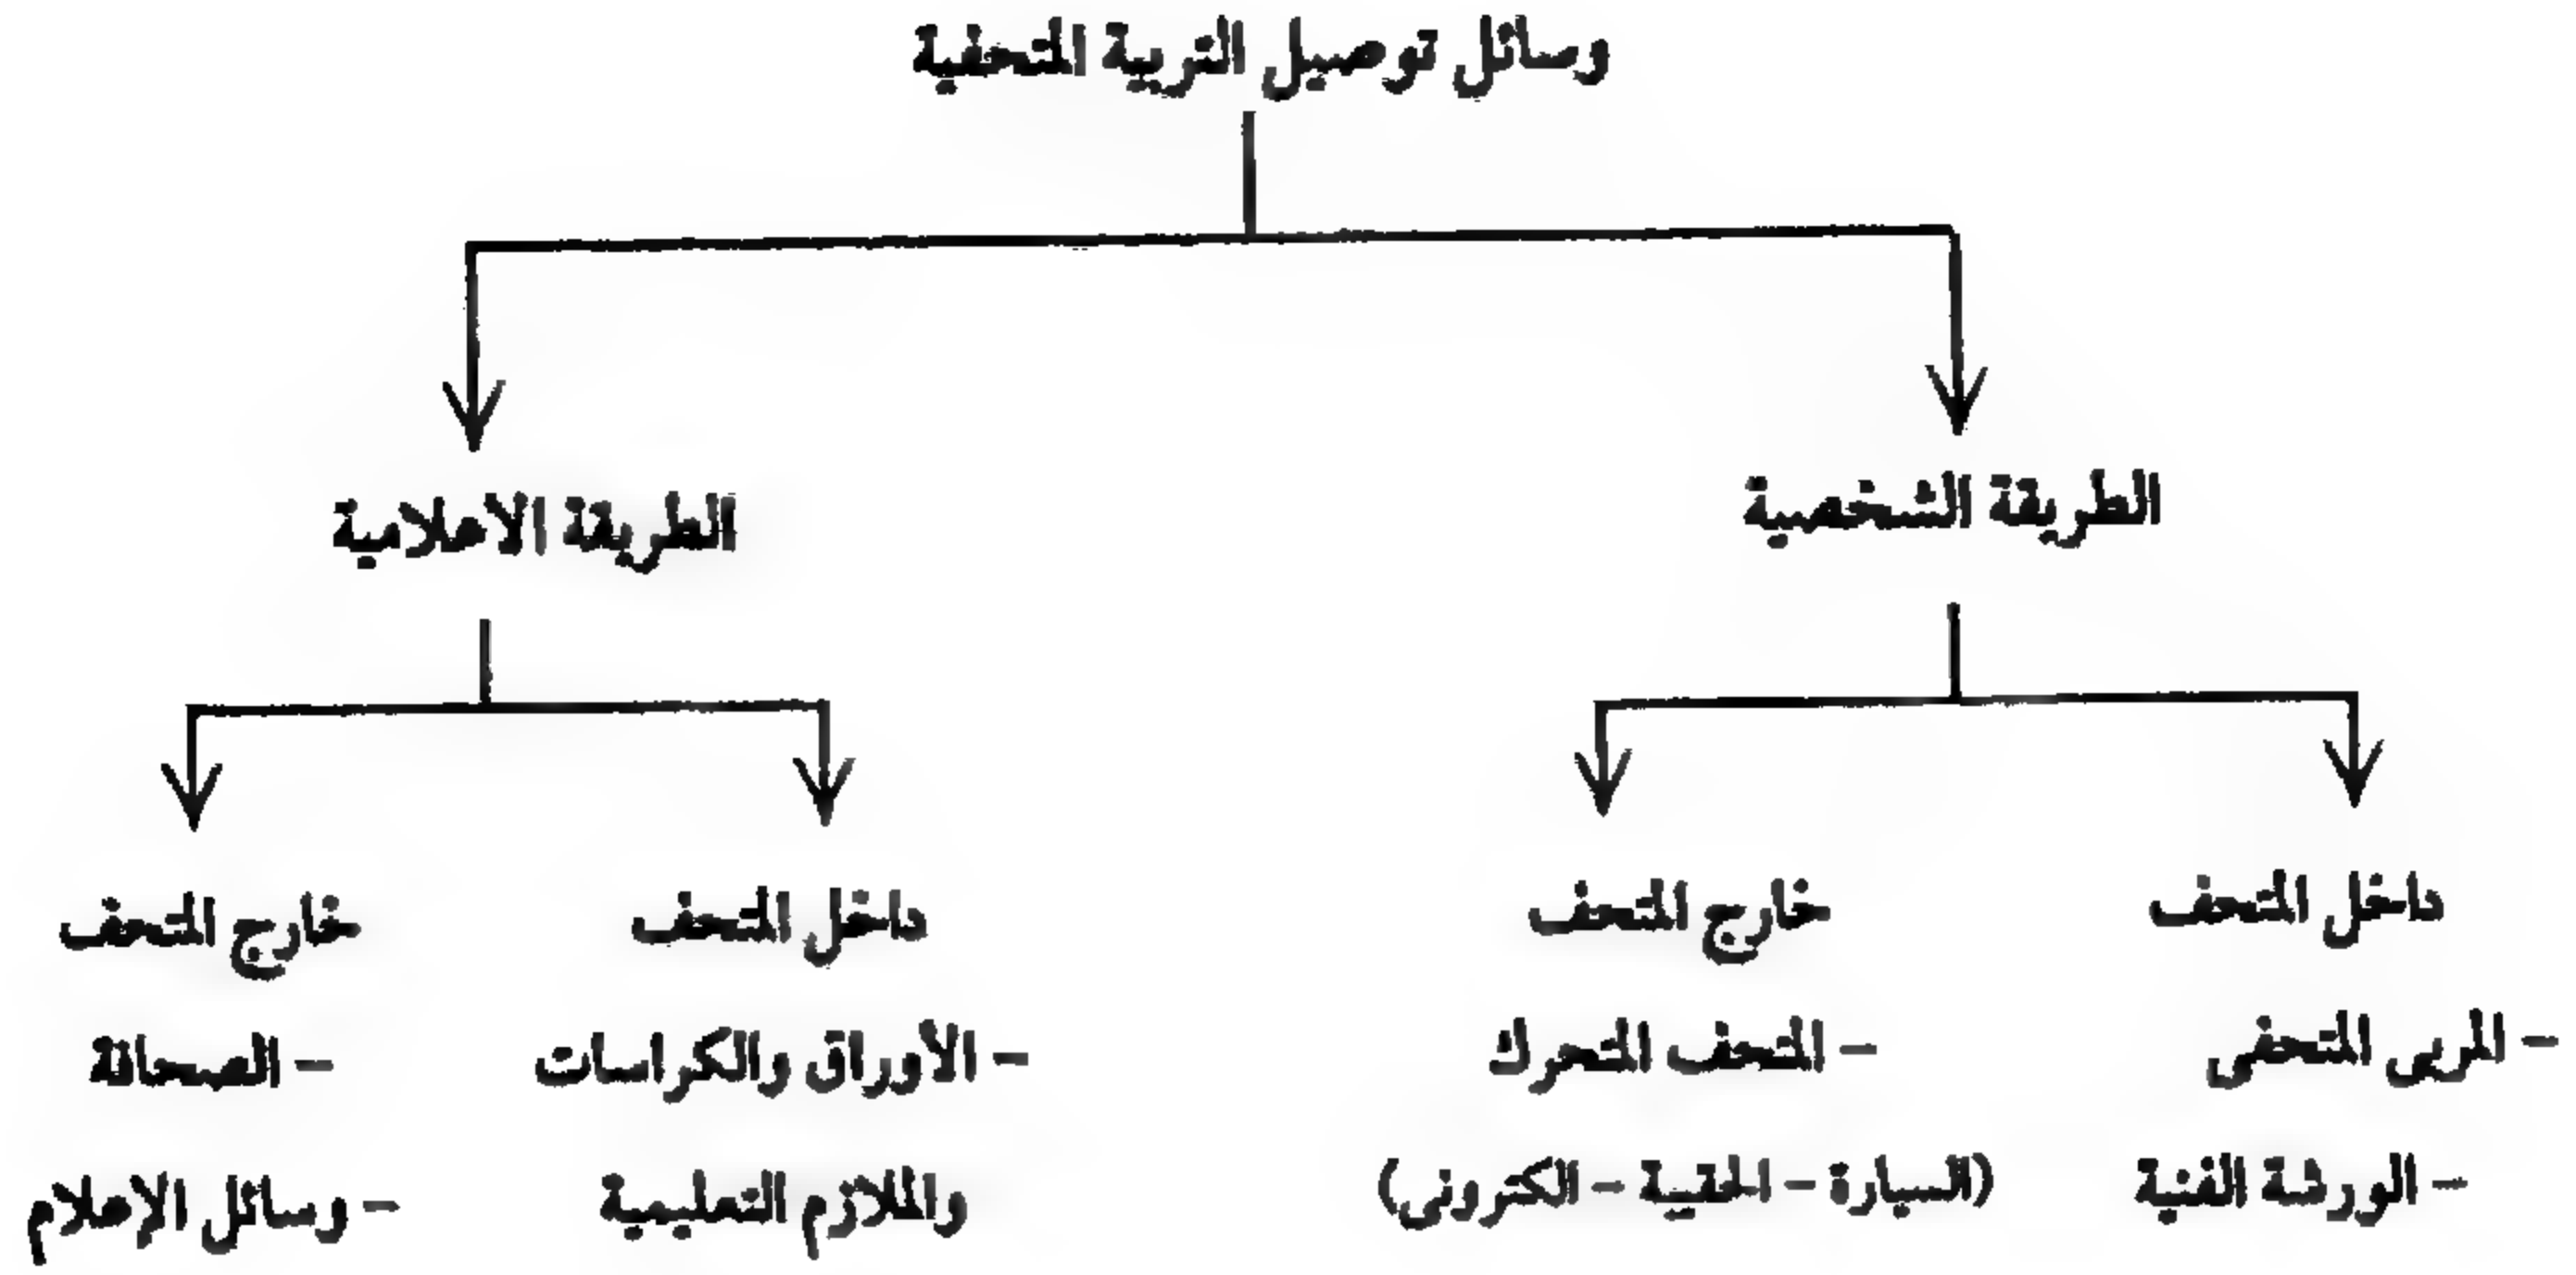 وسائل توصيل التربية المتحفية
الطريقة الشخصية
الطريقة الاعلامية
داخل المتحف
- المربى المتحفى
- الورشة الفنية
خارج المتحف
- المتحف المتحرك
(السيارة - الحقيبة - الكترونى)
داخل المتحف
- الأوراق والكراسات
والملازم التعليمية
خارج المتحف
- الصحافة
- وسائل الإعلام